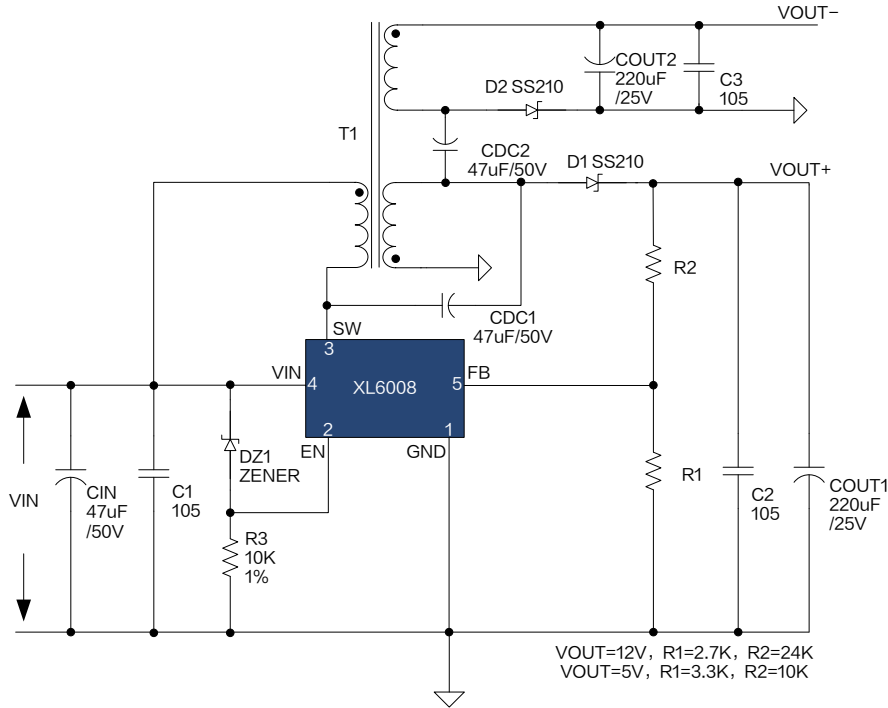 VOUT−
COUT2
220uF
/25V
C3
105
D2 SS210
T1
CDC2
47uF/50V
D1 SS210
VOUT+
R2
CDC1
47uF/50V
SW
3
VIN
4
XL6008
5
FB
2
1
EN
GND
DZ1
ZENER
R1
VIN
CIN
47uF
/50V
C1
105
C2
105
COUT1
220uF
/25V
R3
10K
1%
VOUT=12V, R1=2.7K, R2=24K
VOUT=5V, R1=3.3K, R2=10K